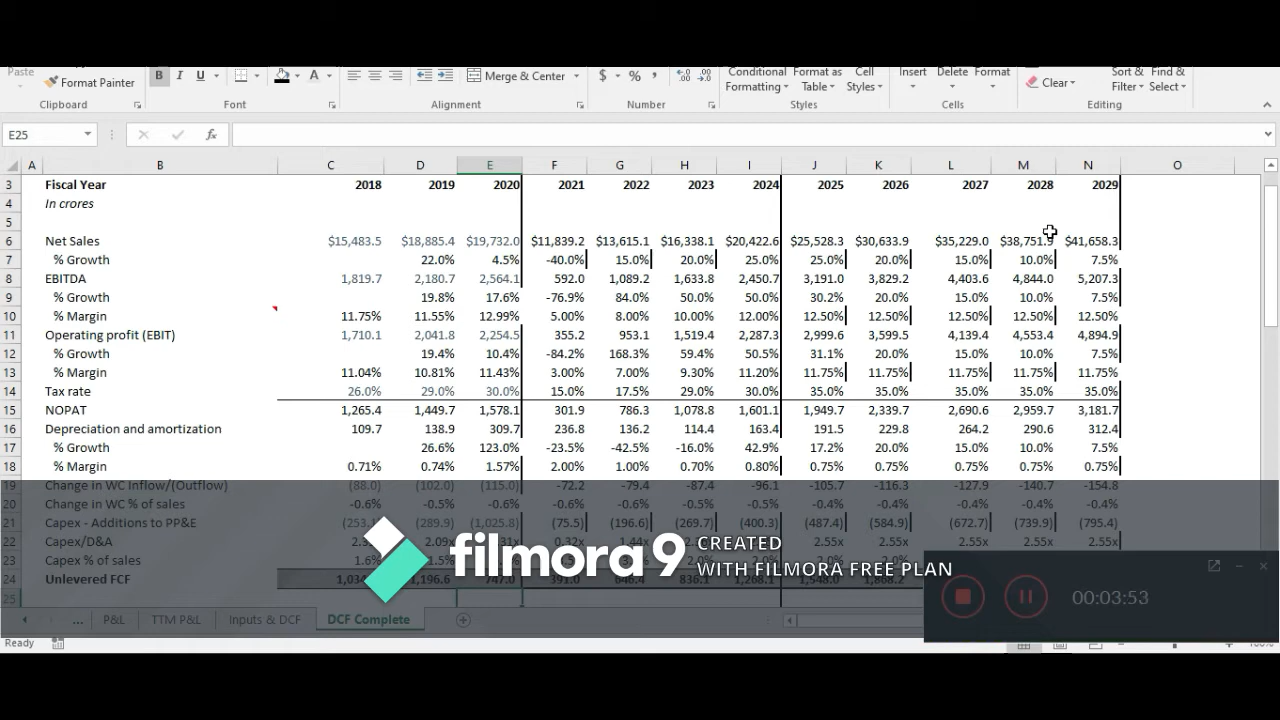 Paste Format Painter B I U A Merge & Center $ % , Conditional Formatting Format as Table Cell Styles Insert Delete Format Clear Sort & Filter Find & Select
Clipboard Font Alignment Number Styles Cells Editing
E25 fx
A B C D E F G H I J K L M N O
3 Fiscal Year 2018 2019 2020 2021 2022 2023 2024 2025 2026 2027 2028 2029
4 In crores
5
6 Net Sales $15,483.5 $18,885.4 $19,732.0 $11,839.2 $13,615.1 $16,338.1 $20,422.6 $25,528.3 $30,633.9 $35,229.0 $38,751.9 $41,658.3
7 % Growth 22.0% 4.5% -40.0% 15.0% 20.0% 25.0% 25.0% 20.0% 15.0% 10.0% 7.5%
8 EBITDA 1,819.7 2,180.7 2,564.1 592.0 1,089.2 1,633.8 2,450.7 3,191.0 3,829.2 4,403.6 4,844.0 5,207.3
9 % Growth 19.8% 17.6% -76.9% 84.0% 50.0% 50.0% 30.2% 20.0% 15.0% 10.0% 7.5%
10 % Margin 11.75% 11.55% 12.99% 5.00% 8.00% 10.00% 12.00% 12.50% 12.50% 12.50% 12.50% 12.50%
11 Operating profit (EBIT) 1,710.1 2,041.8 2,254.5 355.2 953.1 1,519.4 2,287.3 2,999.6 3,599.5 4,139.4 4,553.4 4,894.9
12 % Growth 19.4% 10.4% -84.2% 168.3% 59.4% 50.5% 31.1% 20.0% 15.0% 10.0% 7.5%
13 % Margin 11.04% 10.81% 11.43% 3.00% 7.00% 9.30% 11.20% 11.75% 11.75% 11.75% 11.75% 11.75%
14 Tax rate 26.0% 29.0% 30.0% 15.0% 17.5% 29.0% 30.0% 35.0% 35.0% 35.0% 35.0% 35.0%
15 NOPAT 1,265.4 1,449.7 1,578.1 301.9 786.3 1,078.8 1,601.1 1,949.7 2,339.7 2,690.6 2,959.7 3,181.7
16 Depreciation and amortization 109.7 138.9 309.7 236.8 136.2 114.4 163.4 191.5 229.8 264.2 290.6 312.4
17 % Growth 26.6% 123.0% -23.5% -42.5% -16.0% 42.9% 17.2% 20.0% 15.0% 10.0% 7.5%
18 % Margin 0.71% 0.74% 1.57% 2.00% 1.00% 0.70% 0.80% 0.75% 0.75% 0.75% 0.75% 0.75%
19 Change in WC Inflow/(Outflow) (88.0) (102.0) (115.0) -72.2 -79.4 -87.4 -96.1 -105.7 -116.3 -127.9 -140.7 -154.8
20 Change in WC % of sales -0.6% -0.5% -0.6% -0.6% -0.6% -0.5% -0.5% -0.4% -0.4% -0.4% -0.4% -0.4%
21 Capex - Additions to PP&E (289.9) (1,025.8) (75.5) (196.6) (269.7) (400.3) (487.4) (584.9) (672.7) (739.9) (795.4)
22 Capex/D&A 2.09x 0.32x 1.44x 2.55x 2.55x 2.55x 2.55x 2.55x
23 Capex % of sales 1.6%
24 Unlevered FCF 1,196.6 747.0 391.0 646.4 836.1
25
filmora9 CREATED
WITH FILMORA FREE PLAN
00:03:53
... P&L TTM P&L Inputs & DCF DCF Complete
Ready